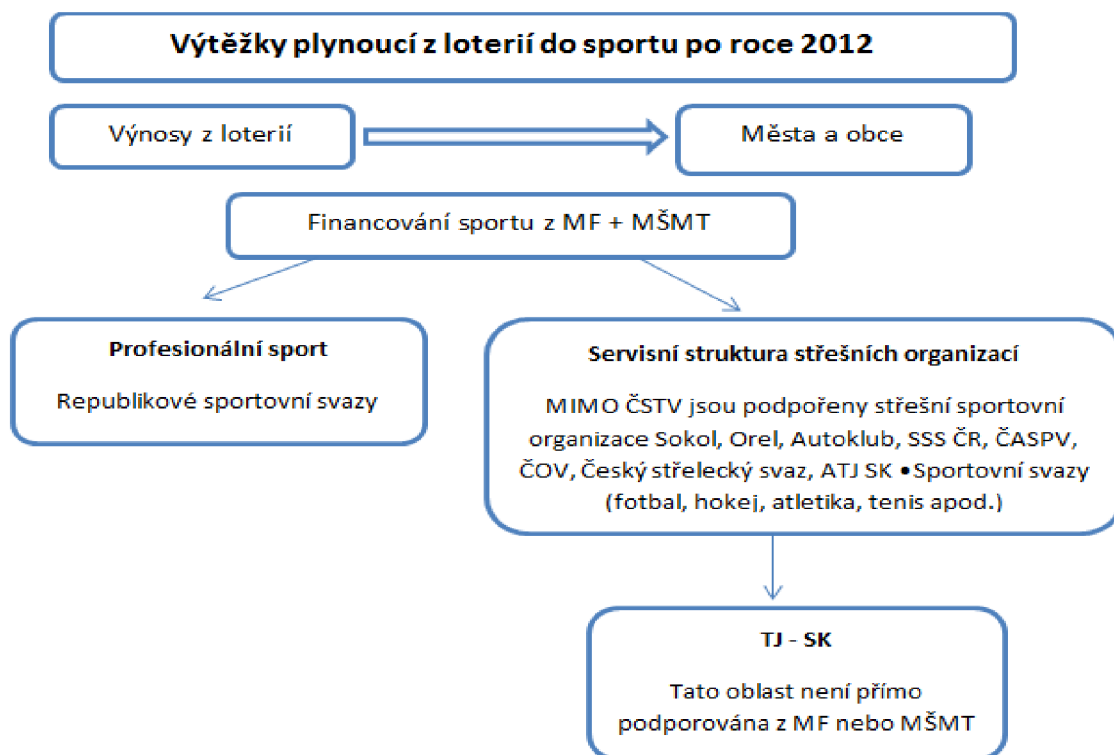 Výtěžky plynoucí z loterií do sportu po roce 2012
Výnosy z loterií
Města a obce
Financování sportu z MF + MŠMT
Profesionální sport
Republikové sportovní svazy
Servisní struktura střešních organizací
MIMO ČSTV jsou podpořeny střešní sportovní
organizace Sokol, Orel, Autoklub, SSS ČR, ČASPV,
ČOV, Český střelecký svaz, ATJ SK •Sportovní svazy
(fotbal, hokej, atletika, tenis apod.)
TJ - SK
Tato oblast není přímo
podporována z MF nebo MŠMT